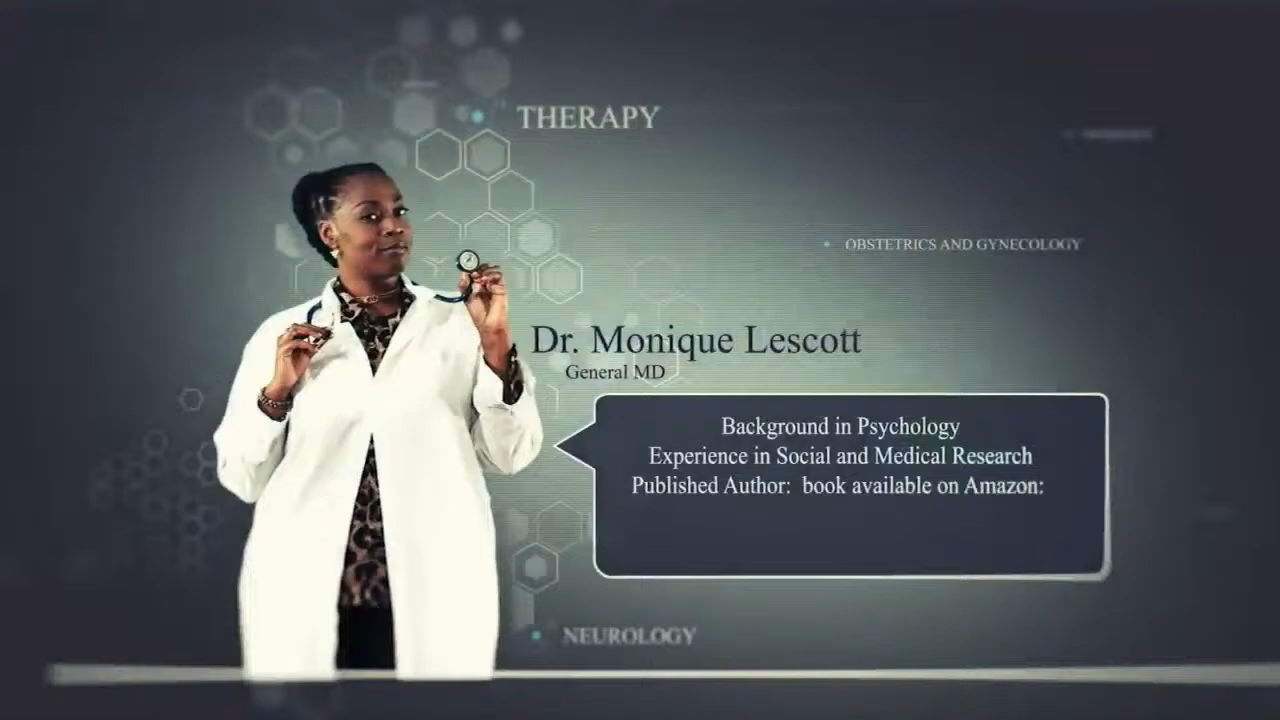 THERAPY
OBSTETRICS AND GYNECOLOGY
Dr. Monique Lescott
General MD
Background in Psychology
Experience in Social and Medical Research
Published Author: book available on Amazon:
NEUROLOGY